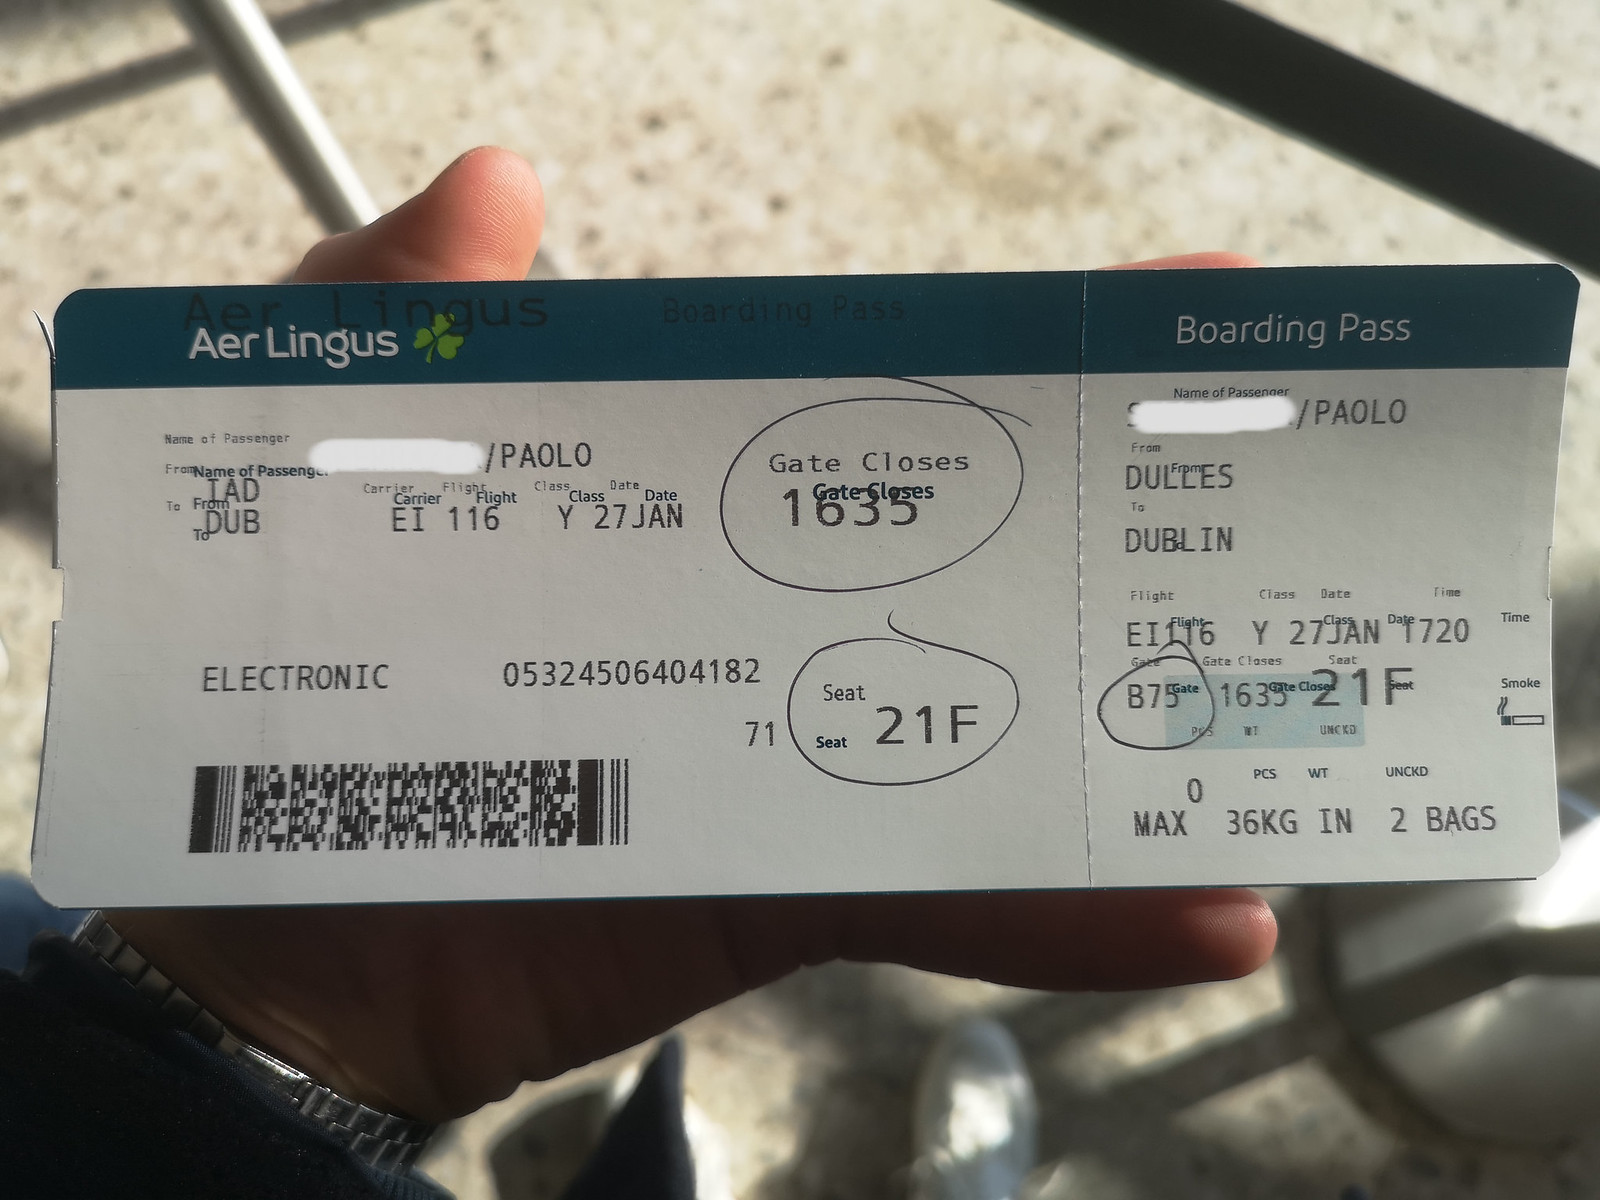 Aer Lingus Boarding Pass
Aer Lingus
Name of Passenger
/PAOLO
From Name of Passenger
IAD
To From
DUB
To
Carrier Flight Class Date
Carrier Flight Class Date
EI 116 Y 27JAN
Gate Closes
Gate Closes
1635
ELECTRONIC 05324506404182
Seat
71 Seat 21F
Boarding Pass
Name of Passenger
/PAOLO
From
From
DULLES
To
To
DUBLIN
Flight Class Date Time
Flight Class Date Time
EI116 Y 27JAN 1720
Gate Gate Closes Seat
Gate Gate Closes Seat Smoke
B75 1635 21F
PCS WT UNCKD
PCS WT UNCKD
0
MAX 36KG IN 2 BAGS